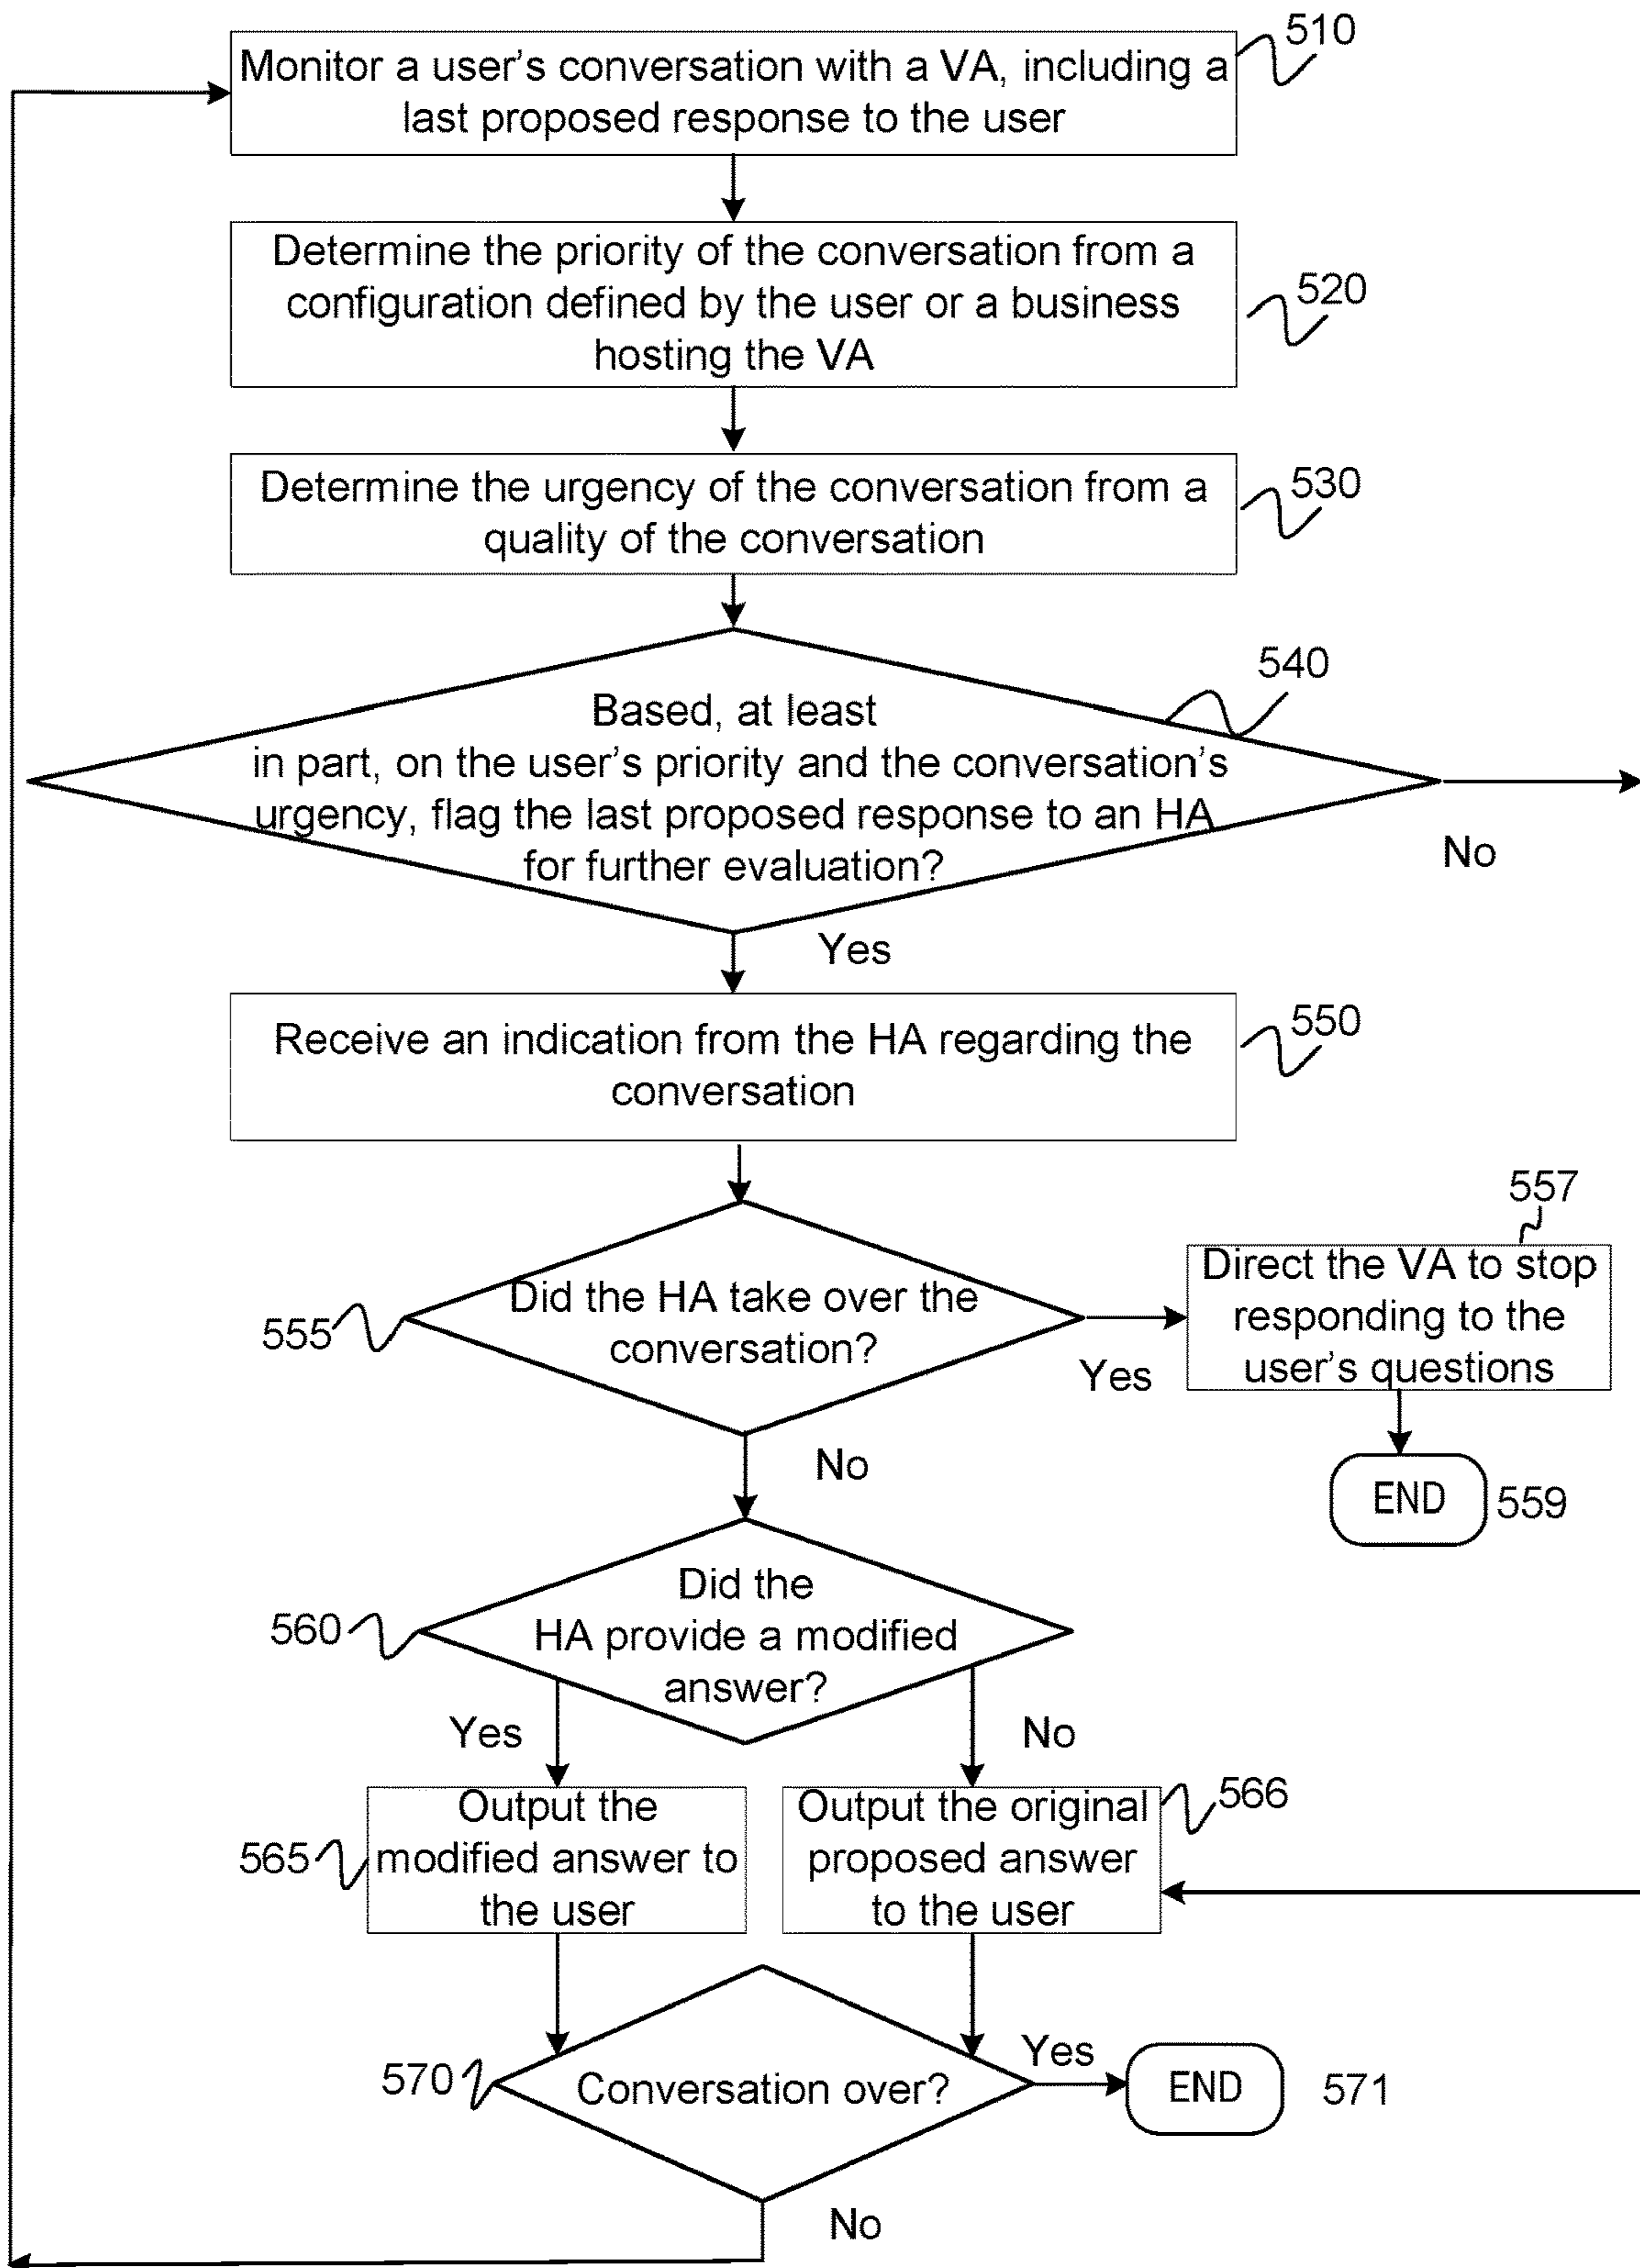 510
Monitor a user's conversation with a VA, including a
last proposed response to the user
Determine the priority of the conversation from a
configuration defined by the user or a business
hosting the VA
520
Determine the urgency of the conversation from a
quality of the conversation
530
540
Based, at least
in part, on the user's priority and the conversation's
urgency, flag the last proposed response to an HA
for further evaluation?
No
Yes
Receive an indication from the HA regarding the
conversation
550
555
Did the HA take over the
conversation?
Yes
557
Direct the VA to stop
responding to the
user's questions
No
END
559
560
Did the
HA provide a modified
answer?
Yes
No
565
Output the
modified answer to
the user
Output the original
proposed answer
to the user
566
570
Conversation over?
Yes
END
571
No